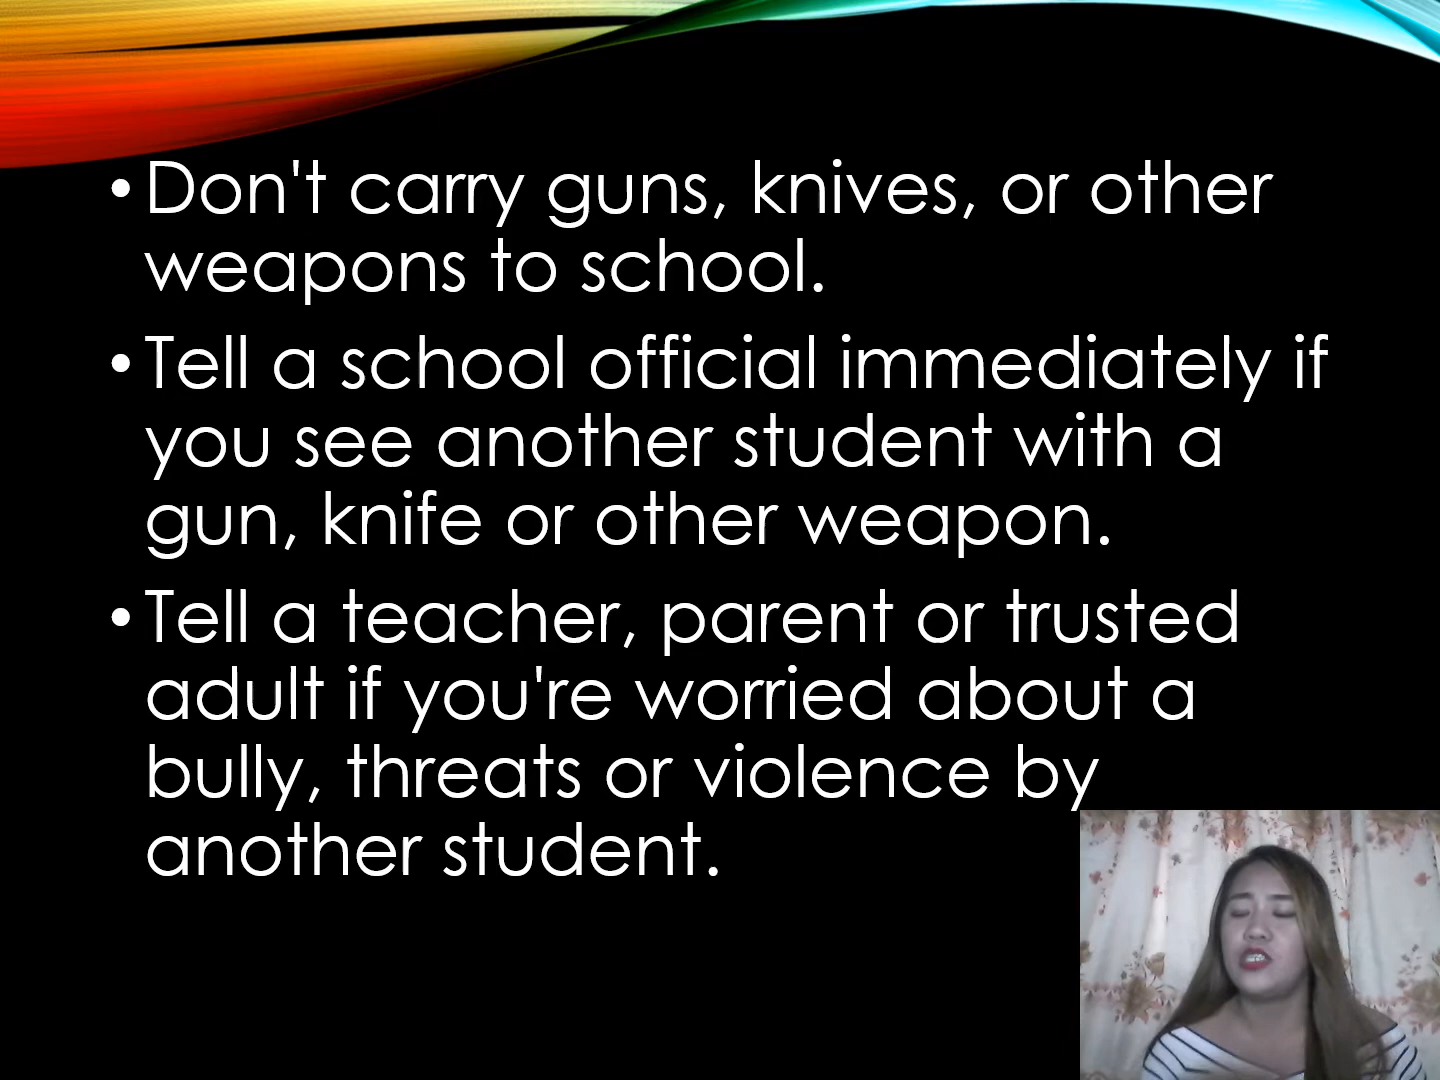 •Don't carry guns, knives, or other
weapons to school.
•Tell a school official immediately if
you see another student with a
gun, knife or other weapon.
•Tell a teacher, parent or trusted
adult if you're worried about a
bully, threats or violence by
another student.